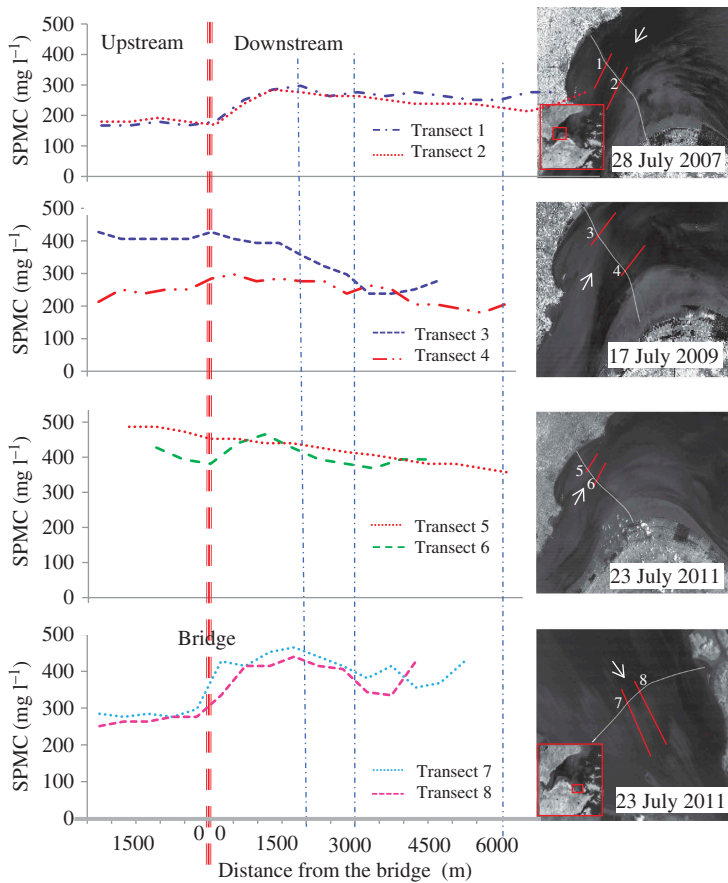 500
400
300
200
100
0
SPMC (mg l−1)
Upstream
Downstream
Transect 1
Transect 2
1
2
28 July 2007
500
400
300
200
100
0
SPMC (mg l−1)
Transect 3
Transect 4
3
4
17 July 2009
500
400
300
400
100
0
SPMC (mg l−1)
Transect 5
Transect 6
5
6
23 July 2011
500
400
300
400
100
0
SPMC (mg l−1)
Bridge
Transect 7
Transect 8
7
8
23 July 2011
1500
0
0
1500
3000
4500
6000
Distance from the bridge (m)